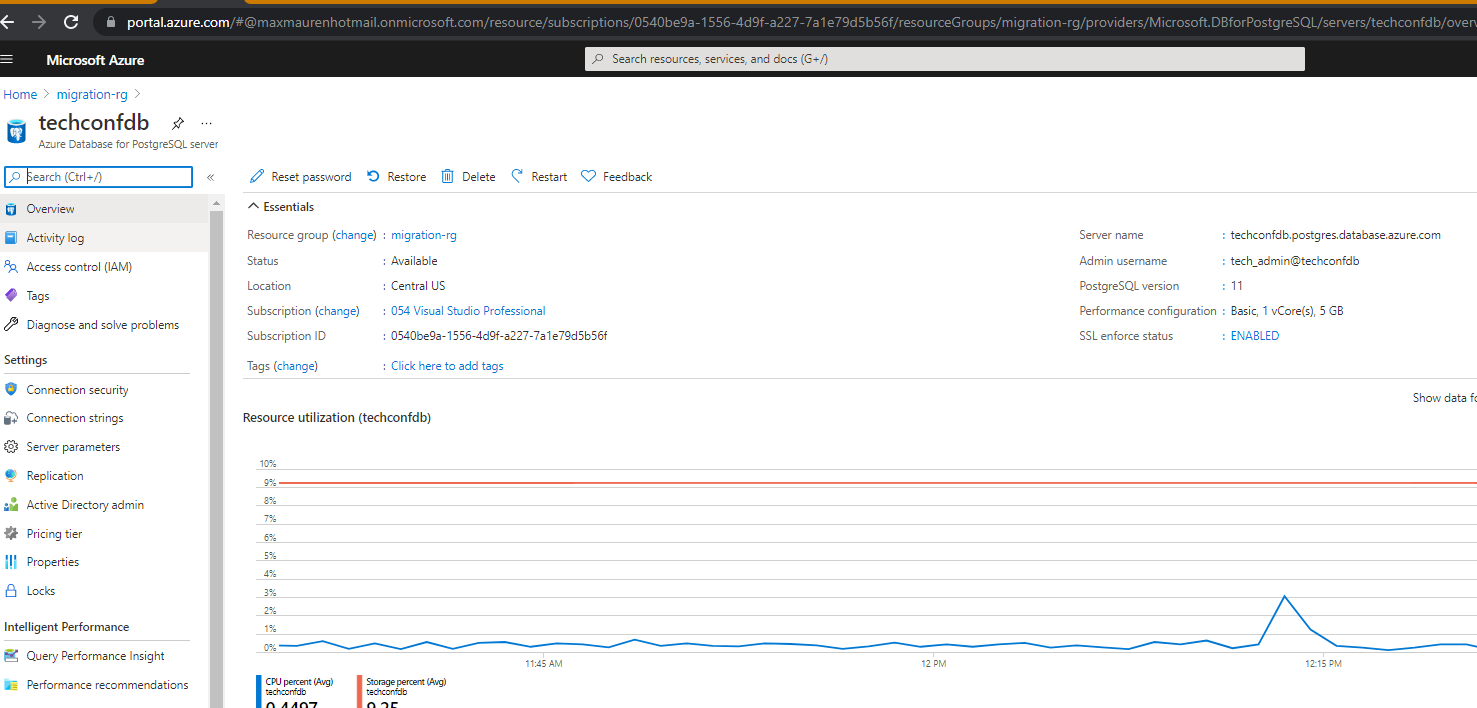 portal.azure.com/#@maxmaurenhotmail.onmicrosoft.com/resource/subscriptions/0540be9a-1556-4d9f-a227-7a1e79d5b56f/resourceGroups/migration-rg/providers/Microsoft.DBforPostgreSQL/servers/techconfdb/overv
Microsoft Azure
Search resources, services, and docs (G+/)
Home > migration-rg >
techconfdb
Azure Database for PostgreSQL server
Search (Ctrl+/)
«
Reset password
Restore
Delete
Restart
Feedback
Overview
Activity log
Access control (IAM)
Tags
Diagnose and solve problems
Settings
Connection security
Connection strings
Server parameters
Replication
Active Directory admin
Pricing tier
Properties
Locks
Intelligent Performance
Query Performance Insight
Performance recommendations
Essentials
Resource group (change) : migration-rg
Status : Available
Location : Central US
Subscription (change) : 054 Visual Studio Professional
Subscription ID : 0540be9a-1556-4d9f-a227-7a1e79d5b56f
Tags (change) : Click here to add tags
Server name : techconfdb.postgres.database.azure.com
Admin username : tech_admin@techconfdb
PostgreSQL version : 11
Performance configuration : Basic, 1 vCore(s), 5 GB
SSL enforce status : ENABLED
Show data fo
Resource utilization (techconfdb)
10%
9%
8%
7%
6%
5%
4%
3%
2%
1%
0%
11:45 AM
12 PM
12:15 PM
CPU percent (Avg)
techconfdb
0.4497
Storage percent (Avg)
techconfdb
9.25